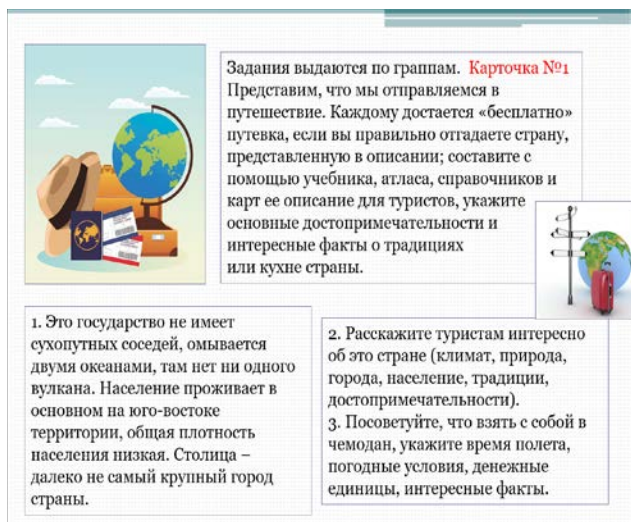 Задания выдаются по граппам. Карточка №1
Представим, что мы отправляемся в
путешествие. Каждому достается «бесплатно»
путевка, если вы правильно отгадаете страну,
представленную в описании; составите с
помощью учебника, атласа, справочников и
карт ее описание для туристов, укажите
основные достопримечательности и
интересные факты о традициях
или кухне страны.
1. Это государство не имеет
сухопутных соседей, омывается
двумя океанами, там нет ни одного
вулкана. Население проживает в
основном на юго-востоке
территории, общая плотность
населения низкая. Столица –
далеко не самый крупный город
страны.
2. Расскажите туристам интересно
об это стране (климат, природа,
города, население, традиции,
достопримечательности).
3. Посоветуйте, что взять с собой в
чемодан, укажите время полета,
погодные условия, денежные
единицы, интересные факты.